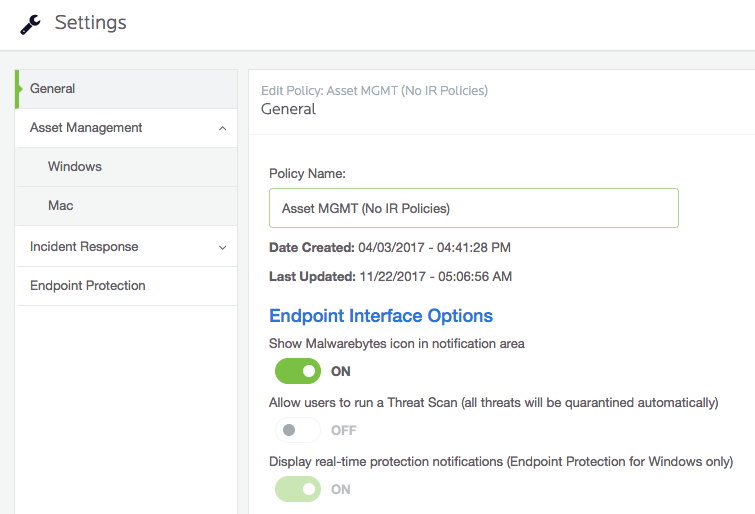 Settings
General
Asset Management
Windows
Mac
Incident Response
Endpoint Protection
Edit Policy: Asset MGMT (No IR Policies)
General
Policy Name:
Asset MGMT (No IR Policies)
Date Created: 04/03/2017 - 04:41:28 PM
Last Updated: 11/22/2017 - 05:06:56 AM
Endpoint Interface Options
Show Malwarebytes icon in notification area
ON
Allow users to run a Threat Scan (all threats will be quarantined automatically)
OFF
Display real-time protection notifications (Endpoint Protection for Windows only)
ON